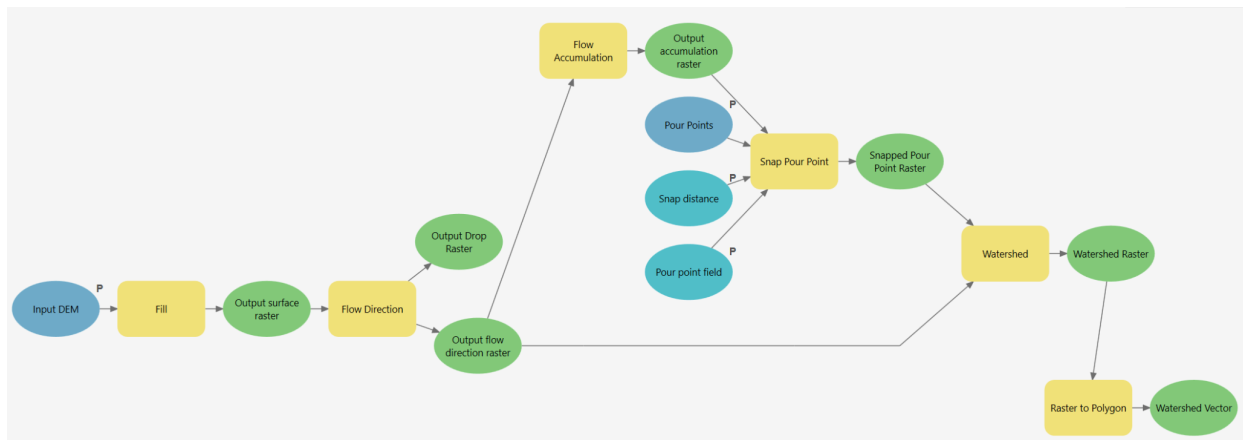 Flow
Accumulation
Output
accumulation
raster
P
Pour Points
Snap Pour Point
Snapped Pour
Point Raster
P
Snap distance
P
Pour point field
Output Drop
Raster
Watershed
Watershed Raster
P
Input DEM
Fill
Output surface
raster
Flow Direction
Output flow
direction raster
Raster to Polygon
Watershed Vector